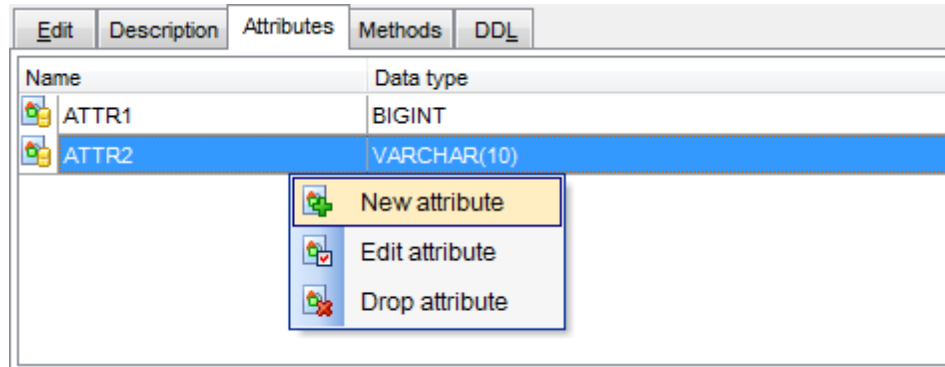 Edit Description Attributes Methods DDL
Name Data type
ATTR1 BIGINT
ATTR2 VARCHAR(10)
New attribute
Edit attribute
Drop attribute